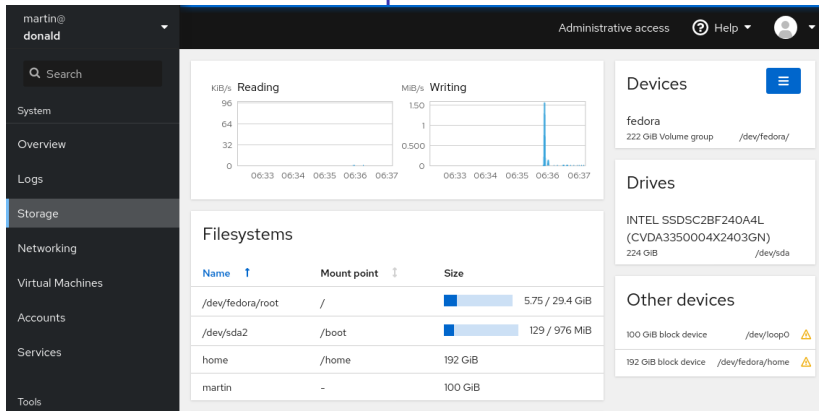 martin@
donald
Administrative access
Help
Search
System
Overview
Logs
Storage
Networking
Virtual Machines
Accounts
Services
Tools
KiB/s Reading
96
64
32
0
06:33 06:34 06:35 06:36 06:37
MiB/s Writing
1.50
1
0.500
0
06:33 06:34 06:35 06:36 06:37
Filesystems
Name Mount point Size
/dev/fedora/root / 5.75 / 29.4 GiB
/dev/sda2 /boot 129 / 976 MiB
home /home 192 GiB
martin - 100 GiB
Devices
fedora
222 GiB Volume group /dev/fedora/
Drives
INTEL SSDSC2BF240A4L
(CVDA3350004X2403GN)
224 GiB /dev/sda
Other devices
100 GiB block device /dev/loop0
192 GiB block device /dev/fedora/home